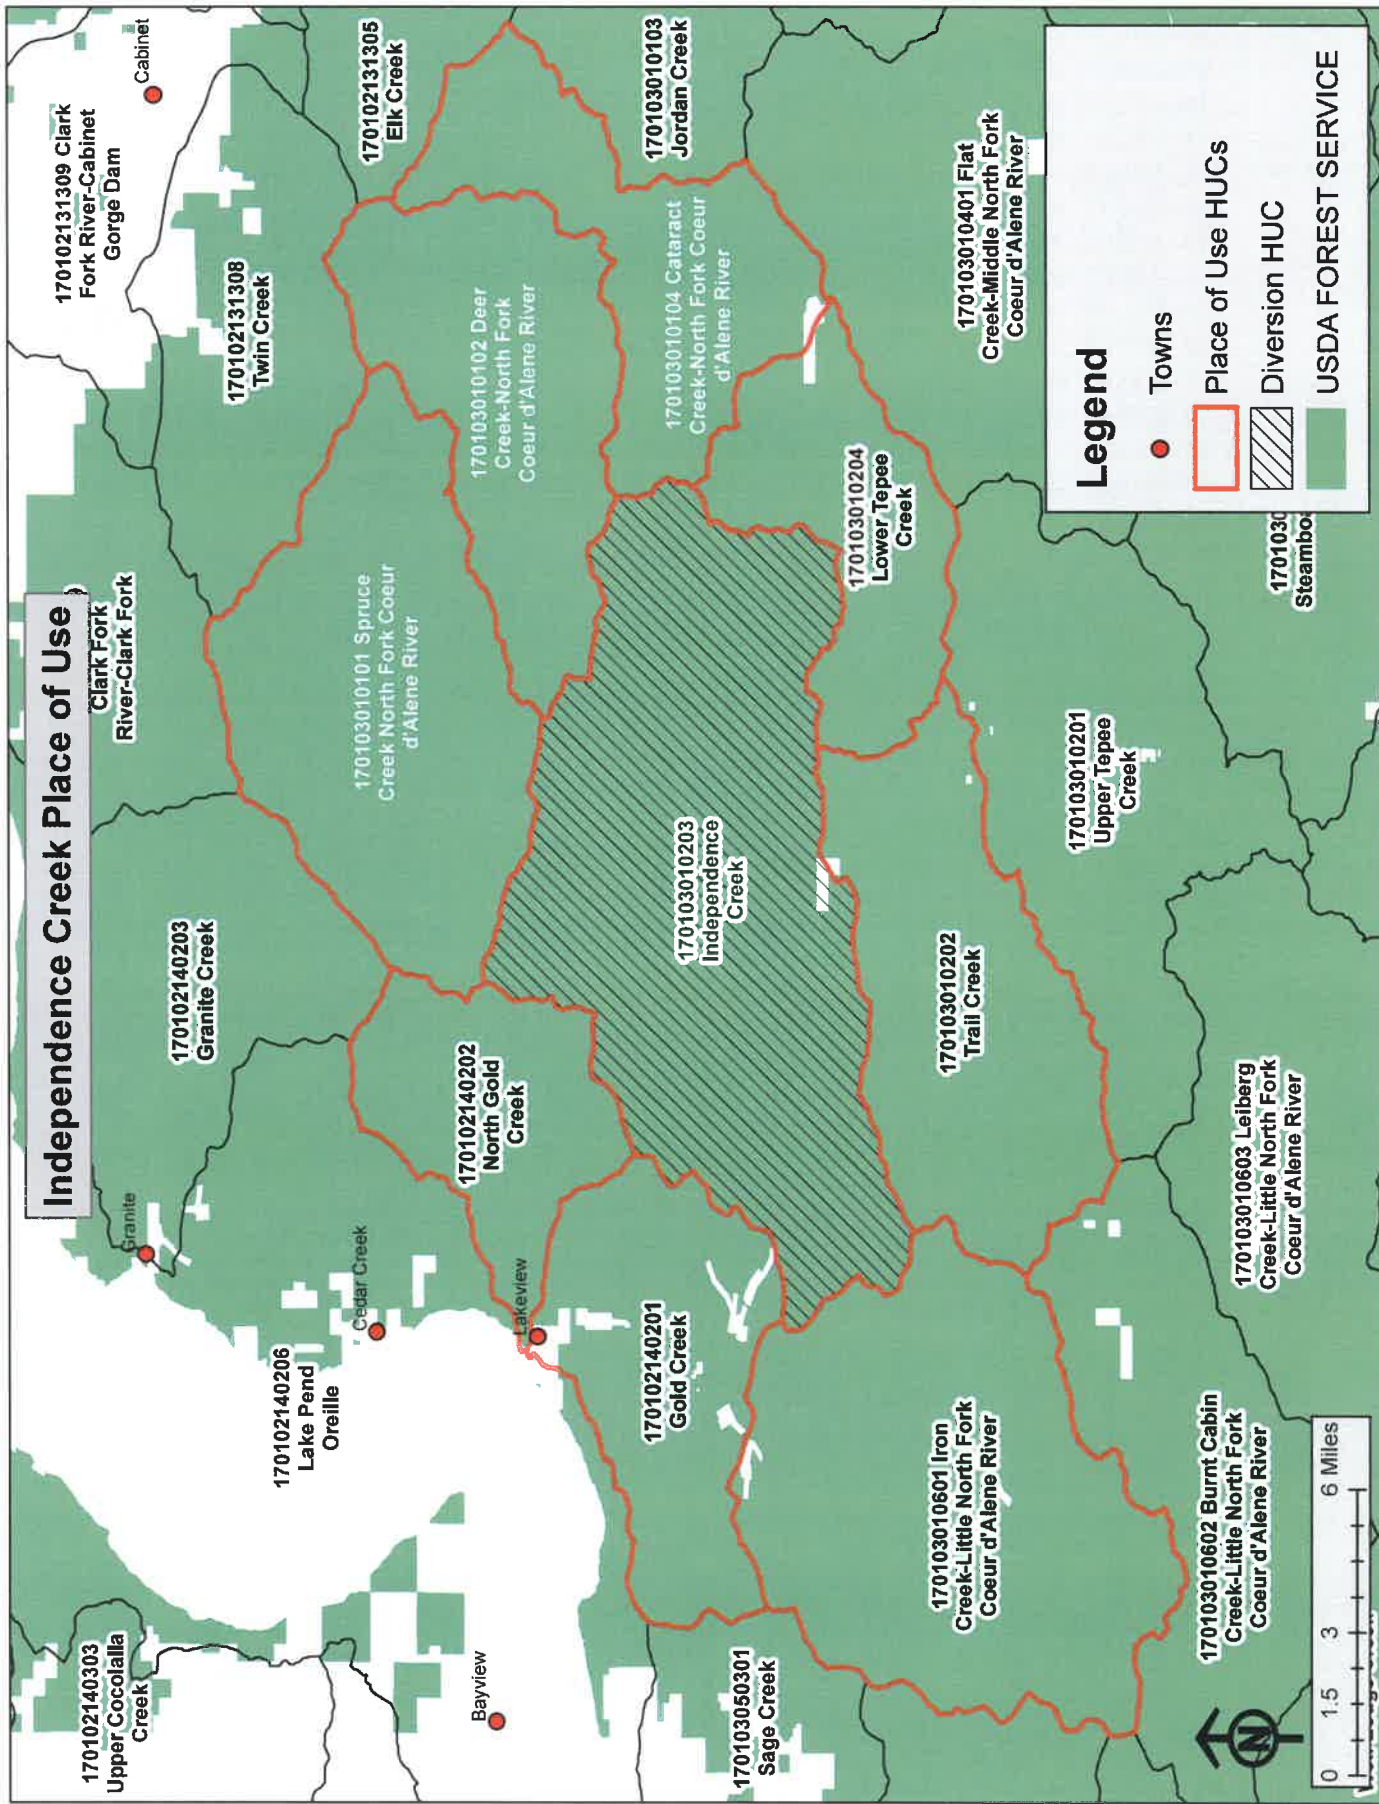 Independence Creek Place of Use
170102131309 Clark
Fork River-Cabinet
Gorge Dam
Cabinet
Clark Fork
River-Clark Fork
170102131308
Twin Creek
170102131305
Elk Creek
170102140303
Upper Cocolalla
Creek
Granite
170102140203
Granite Creek
170102140206
Lake Pend
Oreille
Cedar Creek
Bayview
Lakeview
170103010101 Spruce
Creek North Fork Coeur
d'Alene River
170103010102 Deer
Creek-North Fork
Coeur d'Alene River
170103010103
Jordan Creek
170103010104 Cataract
Creek-North Fork Coeur
d'Alene River
170102140202
North Gold
Creek
170102140201
Gold Creek
170103010203
Independence
Creek
170103010204
Lower Tepee
Creek
170103010401 Flat
Creek-Middle North Fork
Coeur d'Alene River
170103050301
Sage Creek
170103010601 Iron
Creek-Little North Fork
Coeur d'Alene River
170103010202
Trail Creek
170103010201
Upper Tepee
Creek
170103010602 Burnt Cabin
Creek-Little North Fork
Coeur d'Alene River
170103010603 Leiberg
Creek-Little North Fork
Coeur d'Alene River
Legend
Towns
Place of Use HUCs
Diversion HUC
USDA FOREST SERVICE
N
0 1.5 3 6 Miles